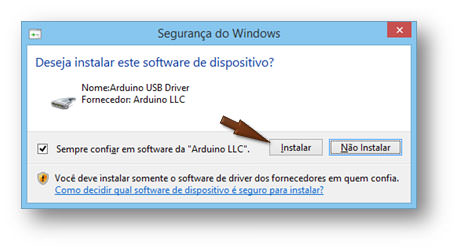 Segurança do Windows
Deseja instalar este software de dispositivo?
Nome:Arduino USB Driver
Fornecedor: Arduino LLC
Sempre confiar em software da "Arduino LLC".
Instalar
Não Instalar
Você deve instalar somente o software de driver dos fornecedores em quem confia.
Como decidir qual software de dispositivo é seguro para instalar?